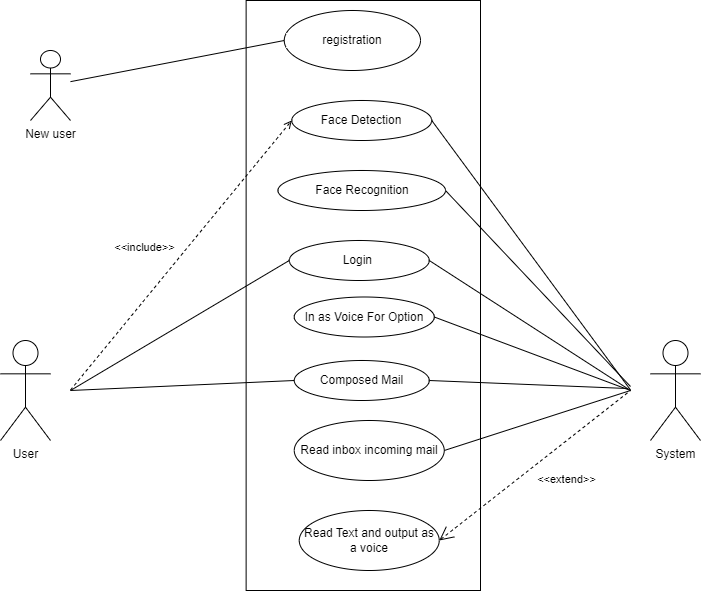 registration
New user
Face Detection
Face Recognition
<<include>>
Login
In as Voice For Option
Composed Mail
User
System
Read inbox incoming mail
<<extend>>
Read Text and output as
a voice